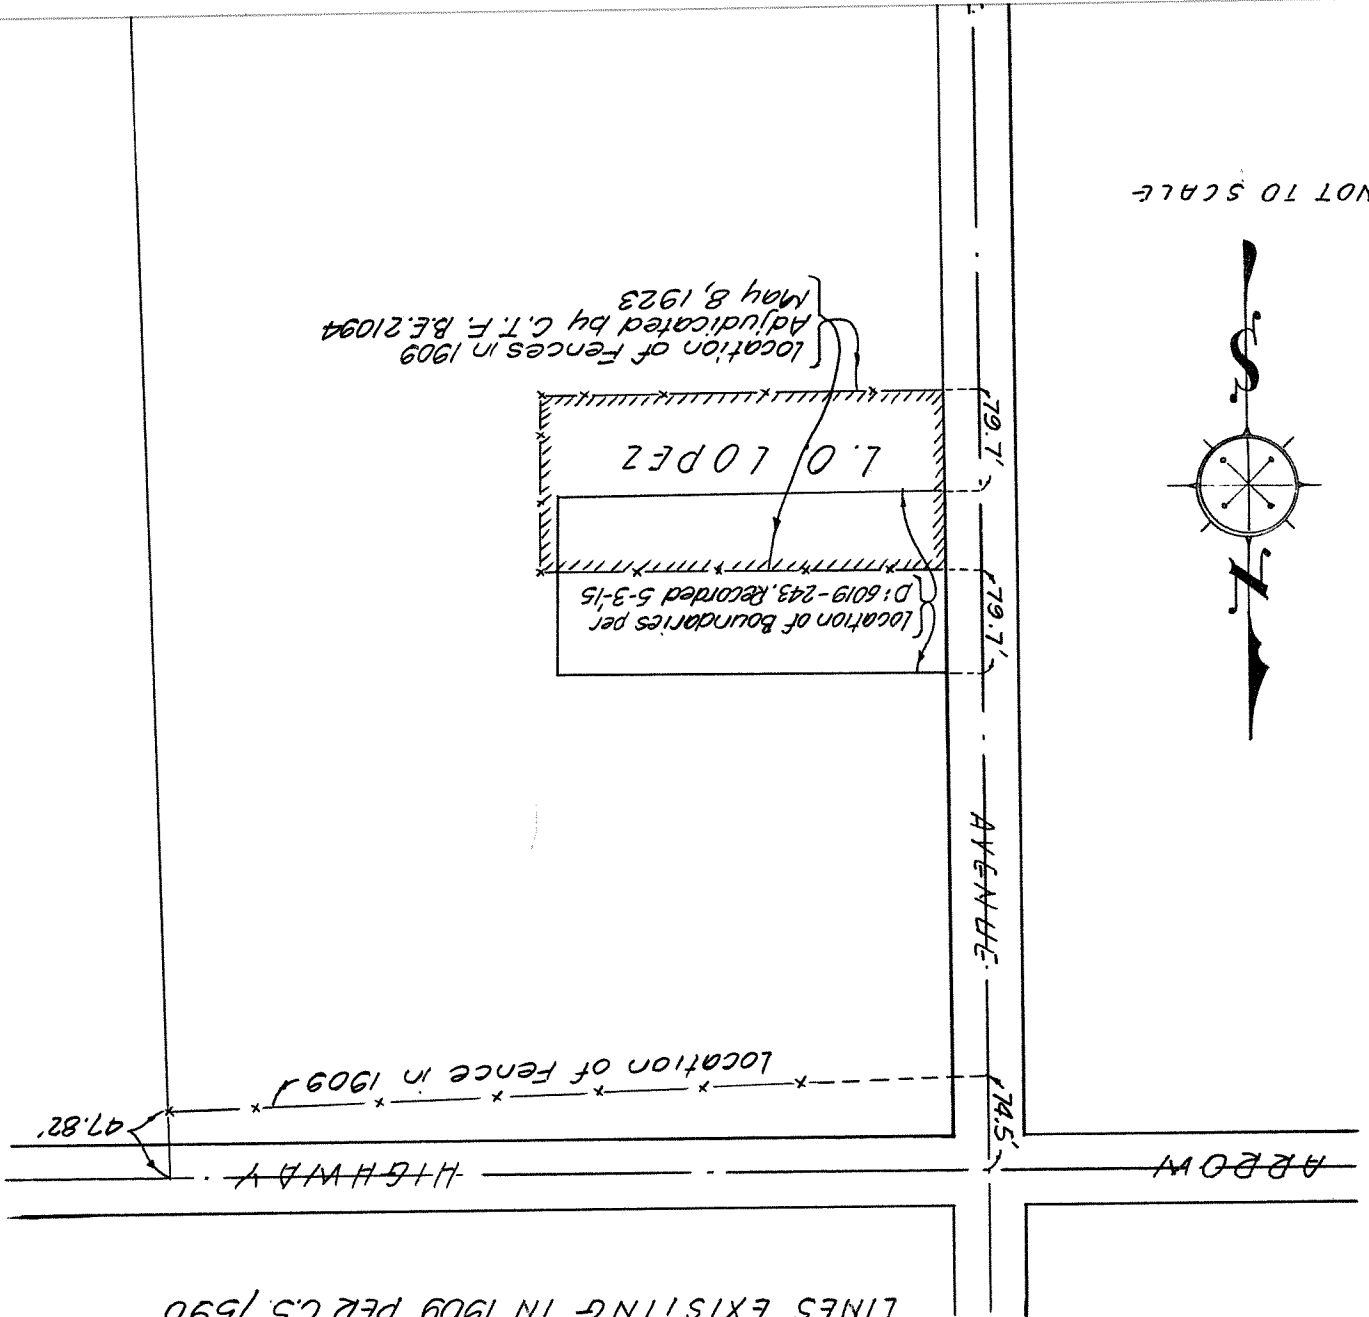 LINES EXISTING IN 1909 PER C.S. 1590
ARROW
HIGHWAY
74.5'
47.82'
Location of Fence in 1909
AVENUE
79.7'
Location of Boundaries per
D:6019-243, Recorded 5-3-15
L.O. LOPEZ
79.7'
Location of Fences in 1909
Adjudicated by C.T.F. B.E.21094
May 8, 1923
N
S
NOT TO SCALE